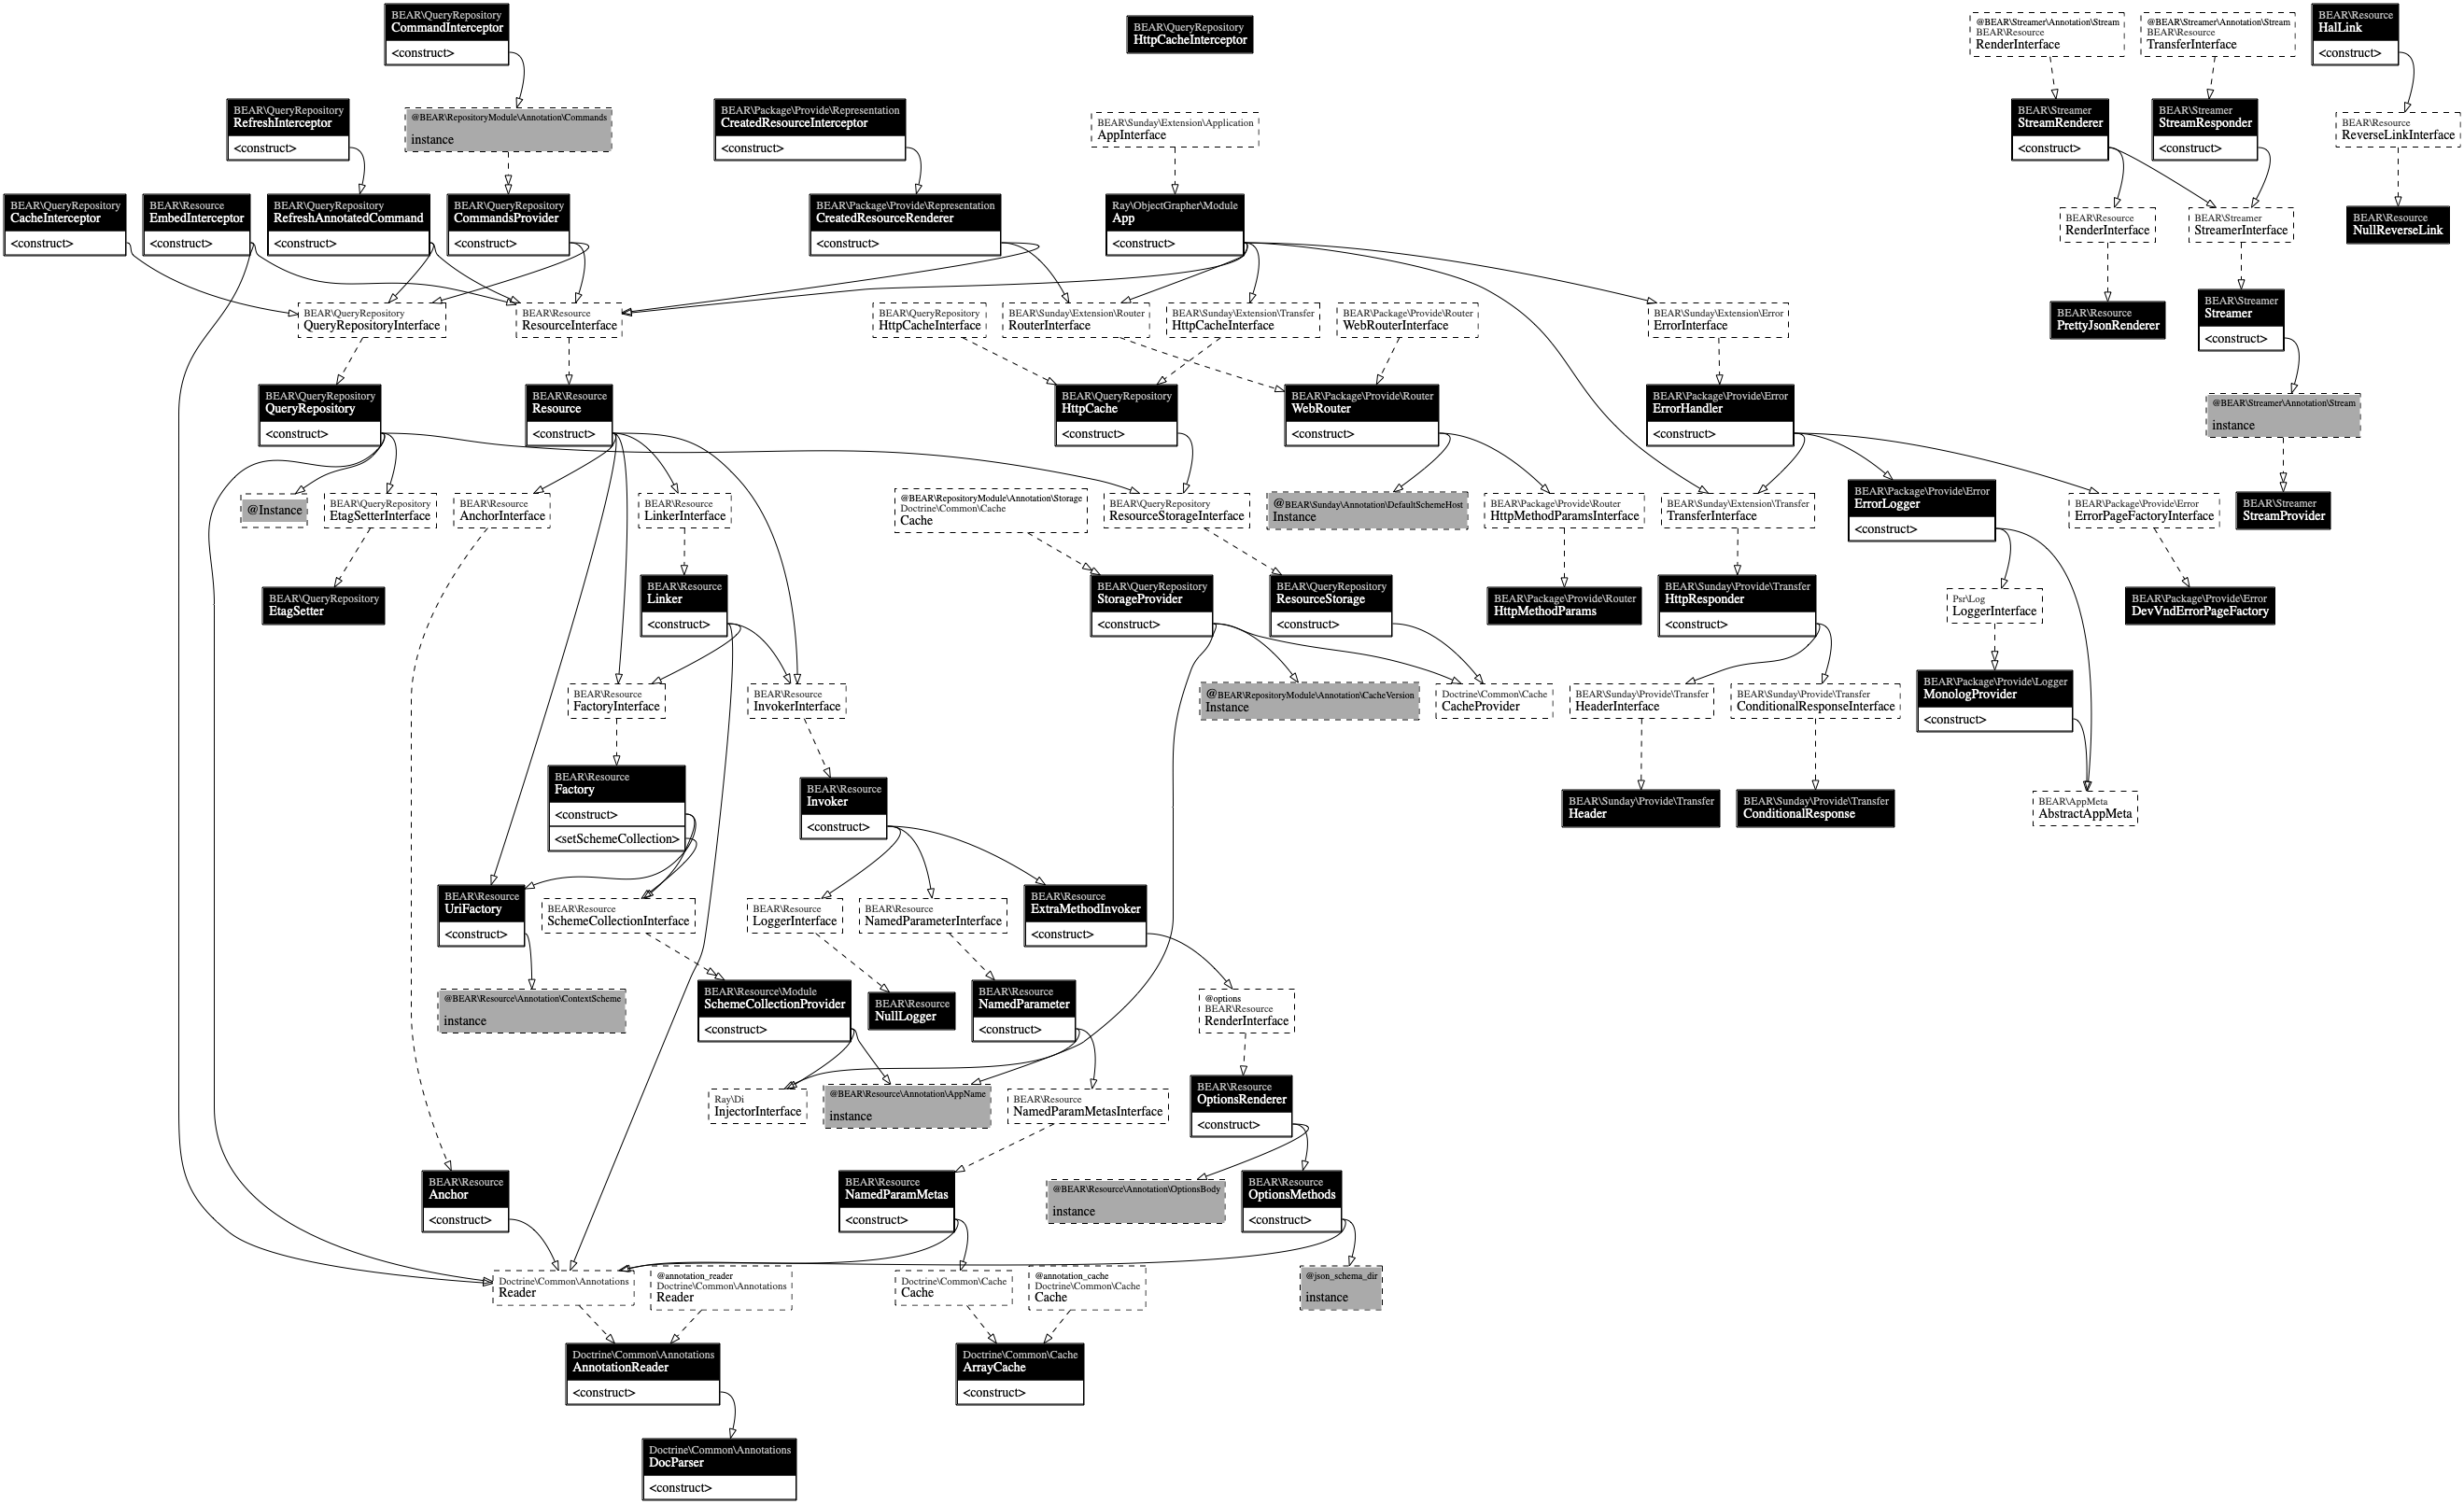 BEAR\QueryRepository
CommandInterceptor
<construct>
BEAR\QueryRepository
HttpCacheInterceptor
@BEAR\Streamer\Annotation\Stream
BEAR\Resource
RenderInterface
@BEAR\Streamer\Annotation\Stream
BEAR\Resource
TransferInterface
BEAR\Resource
HalLink
<construct>
BEAR\QueryRepository
RefreshInterceptor
<construct>
@BEAR\RepositoryModule\Annotation\Commands
instance
BEAR\Package\Provide\Representation
CreatedResourceInterceptor
<construct>
BEAR\Sunday\Extension\Application
AppInterface
BEAR\Streamer
StreamRenderer
<construct>
BEAR\Streamer
StreamResponder
<construct>
BEAR\Resource
ReverseLinkInterface
BEAR\QueryRepository
CacheInterceptor
<construct>
BEAR\Resource
EmbedInterceptor
<construct>
BEAR\QueryRepository
RefreshAnnotatedCommand
<construct>
BEAR\QueryRepository
CommandsProvider
<construct>
BEAR\Package\Provide\Representation
CreatedResourceRenderer
<construct>
Ray\ObjectGrapher\Module
App
<construct>
BEAR\Resource
RenderInterface
BEAR\Streamer
StreamerInterface
BEAR\Resource
NullReverseLink
BEAR\QueryRepository
QueryRepositoryInterface
BEAR\Resource
ResourceInterface
BEAR\QueryRepository
HttpCacheInterface
BEAR\Sunday\Extension\Router
RouterInterface
BEAR\Sunday\Extension\Transfer
HttpCacheInterface
BEAR\Package\Provide\Router
WebRouterInterface
BEAR\Sunday\Extension\Error
ErrorInterface
BEAR\Resource
PrettyJsonRenderer
BEAR\Streamer
Streamer
<construct>
BEAR\QueryRepository
QueryRepository
<construct>
BEAR\Resource
Resource
<construct>
BEAR\QueryRepository
HttpCache
<construct>
BEAR\Package\Provide\Router
WebRouter
<construct>
BEAR\Package\Provide\Error
ErrorHandler
<construct>
@BEAR\Streamer\Annotation\Stream
instance
@Instance
BEAR\QueryRepository
EtagSetterInterface
BEAR\Resource
AnchorInterface
BEAR\Resource
LinkerInterface
@BEAR\RepositoryModule\Annotation\Storage
Doctrine\Common\Cache
Cache
BEAR\QueryRepository
ResourceStorageInterface
@BEAR\Sunday\Annotation\DefaultSchemeHost
Instance
BEAR\Package\Provide\Router
HttpMethodParamsInterface
BEAR\Sunday\Extension\Transfer
TransferInterface
BEAR\Package\Provide\Error
ErrorLogger
<construct>
BEAR\Package\Provide\Error
ErrorPageFactoryInterface
BEAR\Streamer
StreamProvider
BEAR\QueryRepository
EtagSetter
BEAR\Resource
Linker
<construct>
BEAR\QueryRepository
StorageProvider
<construct>
BEAR\QueryRepository
ResourceStorage
<construct>
BEAR\Package\Provide\Router
HttpMethodParams
BEAR\Sunday\Provide\Transfer
HttpResponder
<construct>
Psr\Log
LoggerInterface
BEAR\Package\Provide\Error
DevVndErrorPageFactory
BEAR\Resource
FactoryInterface
BEAR\Resource
InvokerInterface
@BEAR\RepositoryModule\Annotation\CacheVersion
Instance
Doctrine\Common\Cache
CacheProvider
BEAR\Sunday\Provide\Transfer
HeaderInterface
BEAR\Sunday\Provide\Transfer
ConditionalResponseInterface
BEAR\Package\Provide\Logger
MonologProvider
<construct>
BEAR\Resource
Factory
<construct>
<setSchemeCollection>
BEAR\Resource
Invoker
<construct>
BEAR\Sunday\Provide\Transfer
Header
BEAR\Sunday\Provide\Transfer
ConditionalResponse
BEAR\AppMeta
AbstractAppMeta
BEAR\Resource
UriFactory
<construct>
BEAR\Resource
SchemeCollectionInterface
BEAR\Resource
LoggerInterface
BEAR\Resource
NamedParameterInterface
BEAR\Resource
ExtraMethodInvoker
<construct>
@BEAR\Resource\Annotation\ContextScheme
instance
BEAR\Resource\Module
SchemeCollectionProvider
<construct>
BEAR\Resource
NullLogger
BEAR\Resource
NamedParameter
<construct>
@options
BEAR\Resource
RenderInterface
Ray\Di
InjectorInterface
@BEAR\Resource\Annotation\AppName
instance
BEAR\Resource
NamedParamMetasInterface
BEAR\Resource
OptionsRenderer
<construct>
BEAR\Resource
Anchor
<construct>
BEAR\Resource
NamedParamMetas
<construct>
@BEAR\Resource\Annotation\OptionsBody
instance
BEAR\Resource
OptionsMethods
<construct>
Doctrine\Common\Annotations
Reader
@annotation_reader
Doctrine\Common\Annotations
Reader
Doctrine\Common\Cache
Cache
@annotation_cache
Doctrine\Common\Cache
Cache
@json_schema_dir
instance
Doctrine\Common\Annotations
AnnotationReader
<construct>
Doctrine\Common\Cache
ArrayCache
<construct>
Doctrine\Common\Annotations
DocParser
<construct>